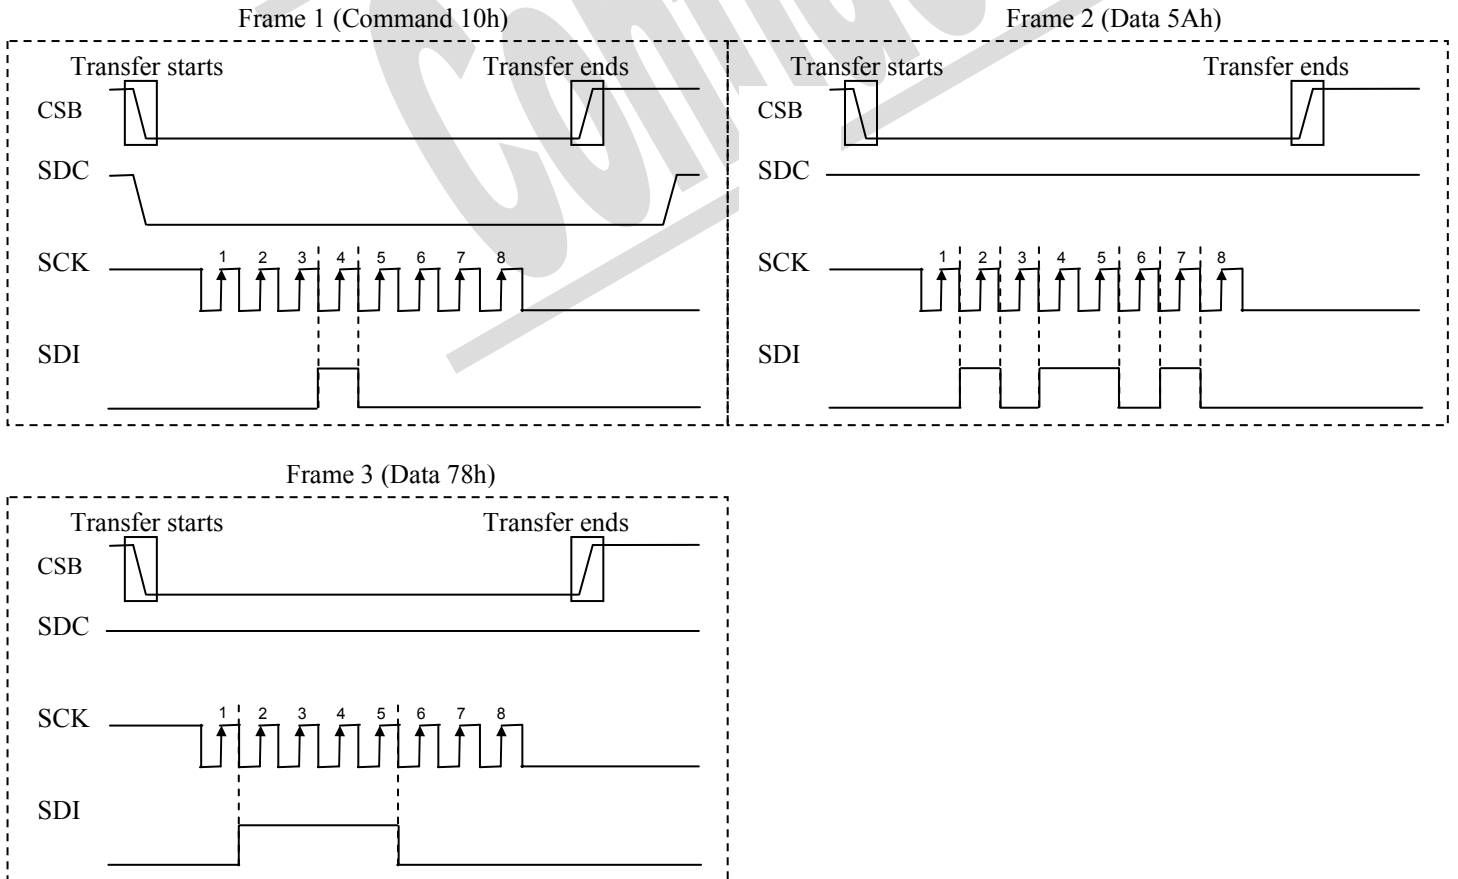 Frame 1 (Command 10h)
Transfer starts
Transfer ends
CSB
SDC
SCK
1 2 3 4 5 6 7 8
SDI
Frame 2 (Data 5Ah)
Transfer starts
Transfer ends
CSB
SDC
SCK
1 2 3 4 5 6 7 8
SDI
Frame 3 (Data 78h)
Transfer starts
Transfer ends
CSB
SDC
SCK
1 2 3 4 5 6 7 8
SDI